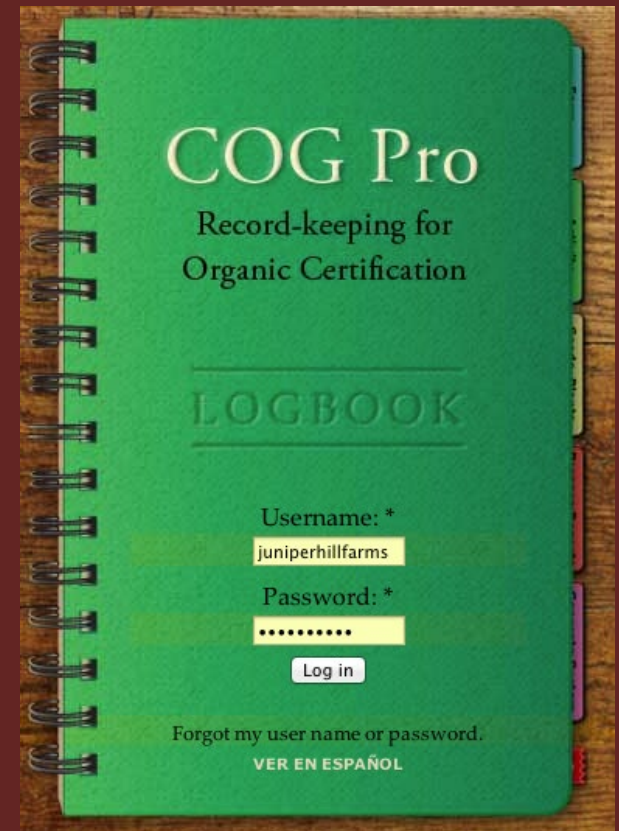 COG Pro
Record-keeping for
Organic Certification
LOGBOOK
Username: *
juniperhillfarms
Password: *
••••••••••
Log in
Forgot my user name or password.
VER EN ESPAÑOL